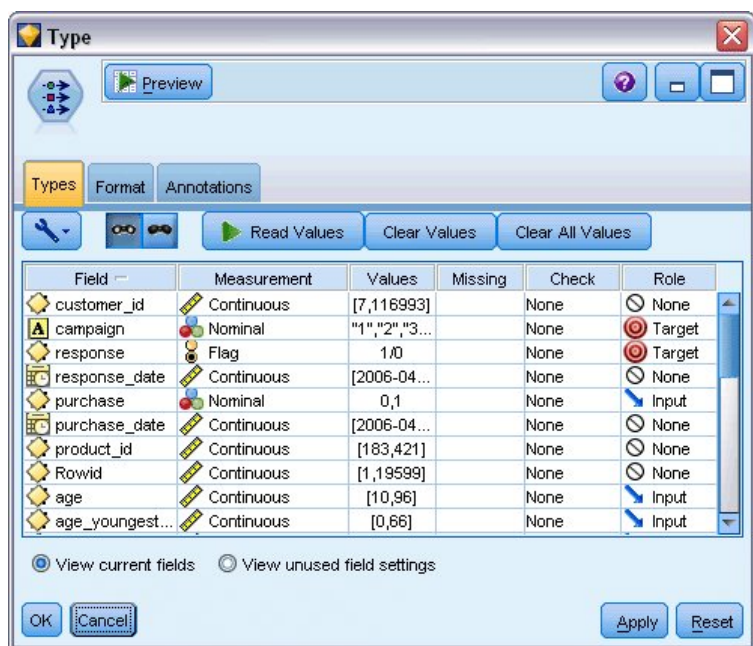 Type
Preview
Types Format Annotations
Read Values Clear Values Clear All Values
Field Measurement Values Missing Check Role
customer_id Continuous [7,116993] None None
A campaign Nominal "1","2","3... None Target
response Flag 1/0 None Target
response_date Continuous [2006-04... None None
purchase Nominal 0,1 None Input
purchase_date Continuous [2006-04... None None
product_id Continuous [183,421] None None
Rowid Continuous [1,19599] None None
age Continuous [10,96] None Input
age_youngest... Continuous [0,66] None Input
View current fields View unused field settings
OK Cancel Apply Reset